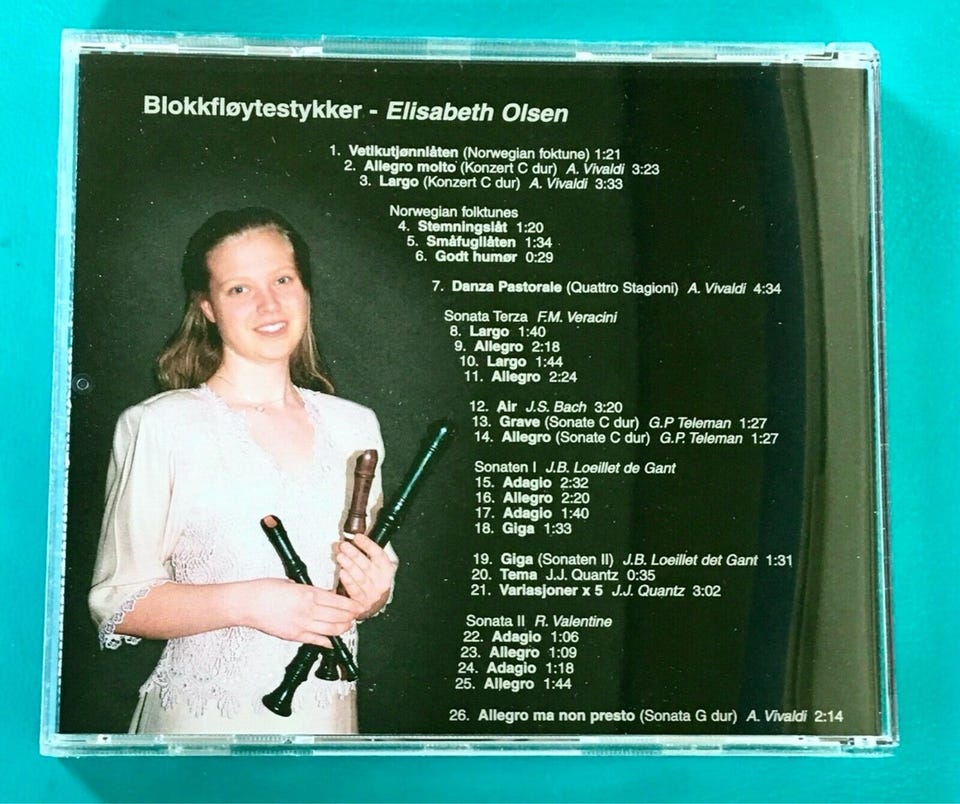 Blokkfløytestykker - Elisabeth Olsen
1. Vetlkutjønnlåten (Norwegian foktune) 1:21
2. Allegro molto (Konzert C dur) A. Vivaldi 3:23
3. Largo (Konzert C dur) A. Vivaldi 3:33
Norwegian folktunes
4. Stemningslåt 1:20
5. Småfugllåten 1:34
6. Godt humør 0:29
7. Danza Pastorale (Quattro Stagioni) A. Vivaldi 4:34
Sonata Terza F.M. Veracini
8. Largo 1:40
9. Allegro 2:18
10. Largo 1:44
11. Allegro 2:24
12. Air J.S. Bach 3:20
13. Grave (Sonate C dur) G.P Teleman 1:27
14. Allegro (Sonate C dur) G.P. Teleman 1:27
Sonaten I J.B. Loeillet de Gant
15. Adagio 2:32
16. Allegro 2:20
17. Adagio 1:40
18. Giga 1:33
19. Giga (Sonaten II) J.B. Loeillet det Gant 1:31
20. Tema J.J. Quantz 0:35
21. Variasjoner x 5 J.J. Quantz 3:02
Sonata II R. Valentine
22. Adagio 1:06
23. Allegro 1:09
24. Adagio 1:18
25. Allegro 1:44
26. Allegro ma non presto (Sonata G dur) A. Vivaldi 2:14